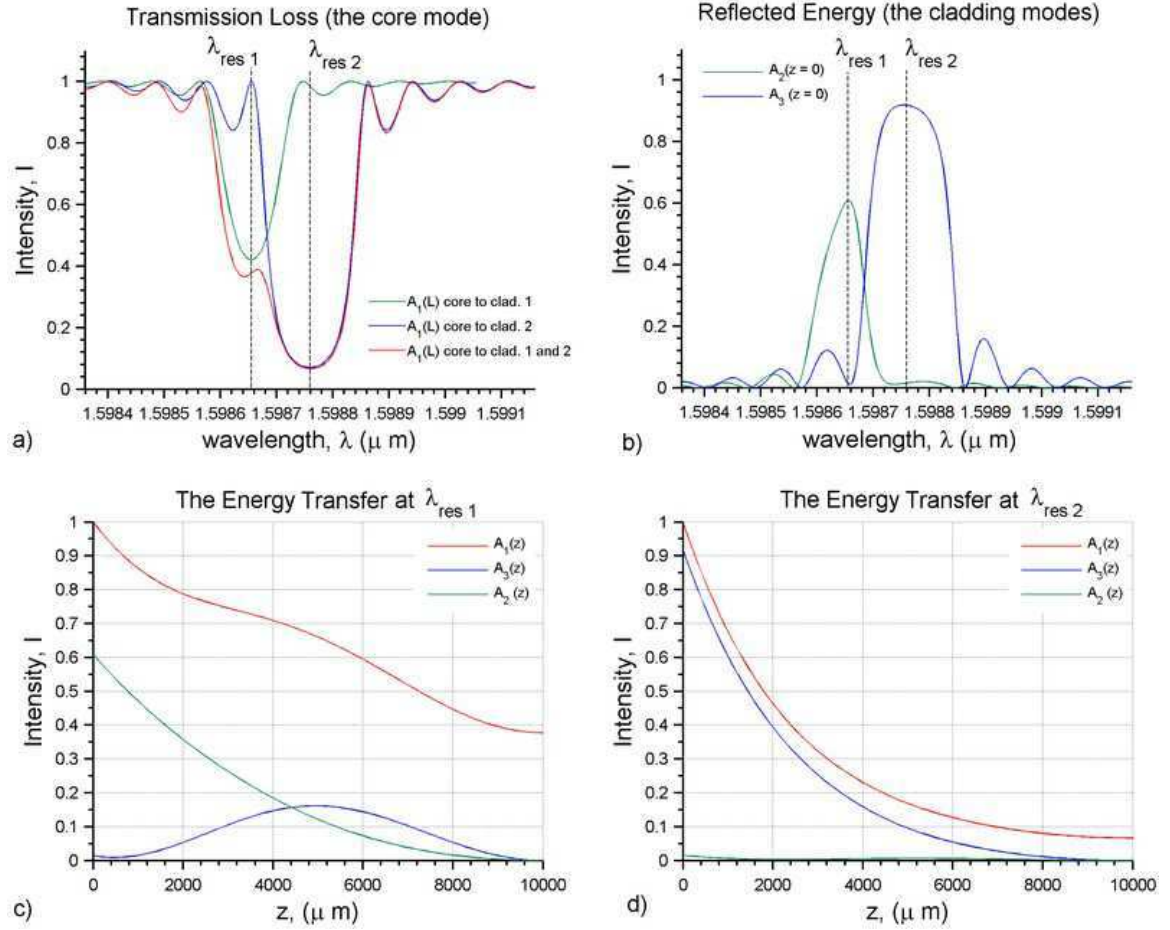 Transmission Loss (the core mode)
λres 1
λres 2
Intensity, I
1
0.8
0.6
0.4
0.2
0
A1(L) core to clad. 1
A1(L) core to clad. 2
A1(L) core to clad. 1 and 2
1.5984 1.5985 1.5986 1.5987 1.5988 1.5989 1.599 1.5991
wavelength, λ (μ m)
a)
Reflected Energy (the cladding modes)
λres 1
λres 2
A2(z = 0)
A3 (z = 0)
Intensity, I
1
0.8
0.6
0.4
0.2
0
1.5984 1.5985 1.5986 1.5987 1.5988 1.5989 1.599 1.5991
wavelength, λ (μ m)
b)
The Energy Transfer at λres 1
Intensity, I
1
0.9
0.8
0.7
0.6
0.5
0.4
0.3
0.2
0.1
0
A1(z)
A3(z)
A2 (z)
0 2000 4000 6000 8000 10000
z, (μ m)
c)
The Energy Transfer at λres 2
Intensity, I
1
0.9
0.8
0.7
0.6
0.5
0.4
0.3
0.2
0.1
0
A1(z)
A3(z)
A2 (z)
0 2000 4000 6000 8000 10000
z, (μ m)
d)